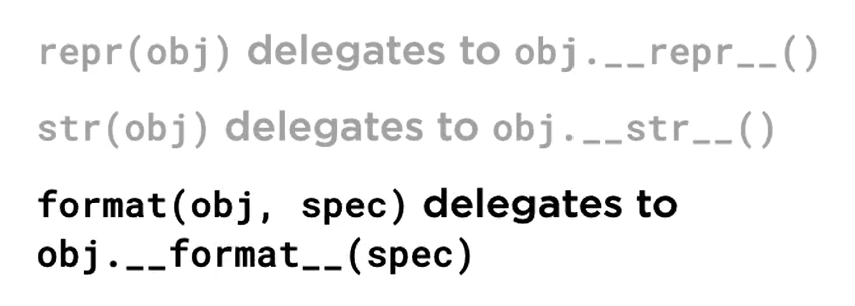 repr(obj) delegates to obj.__repr__()
str(obj) delegates to obj.__str__()
format(obj, spec) delegates to
obj.__format__(spec)